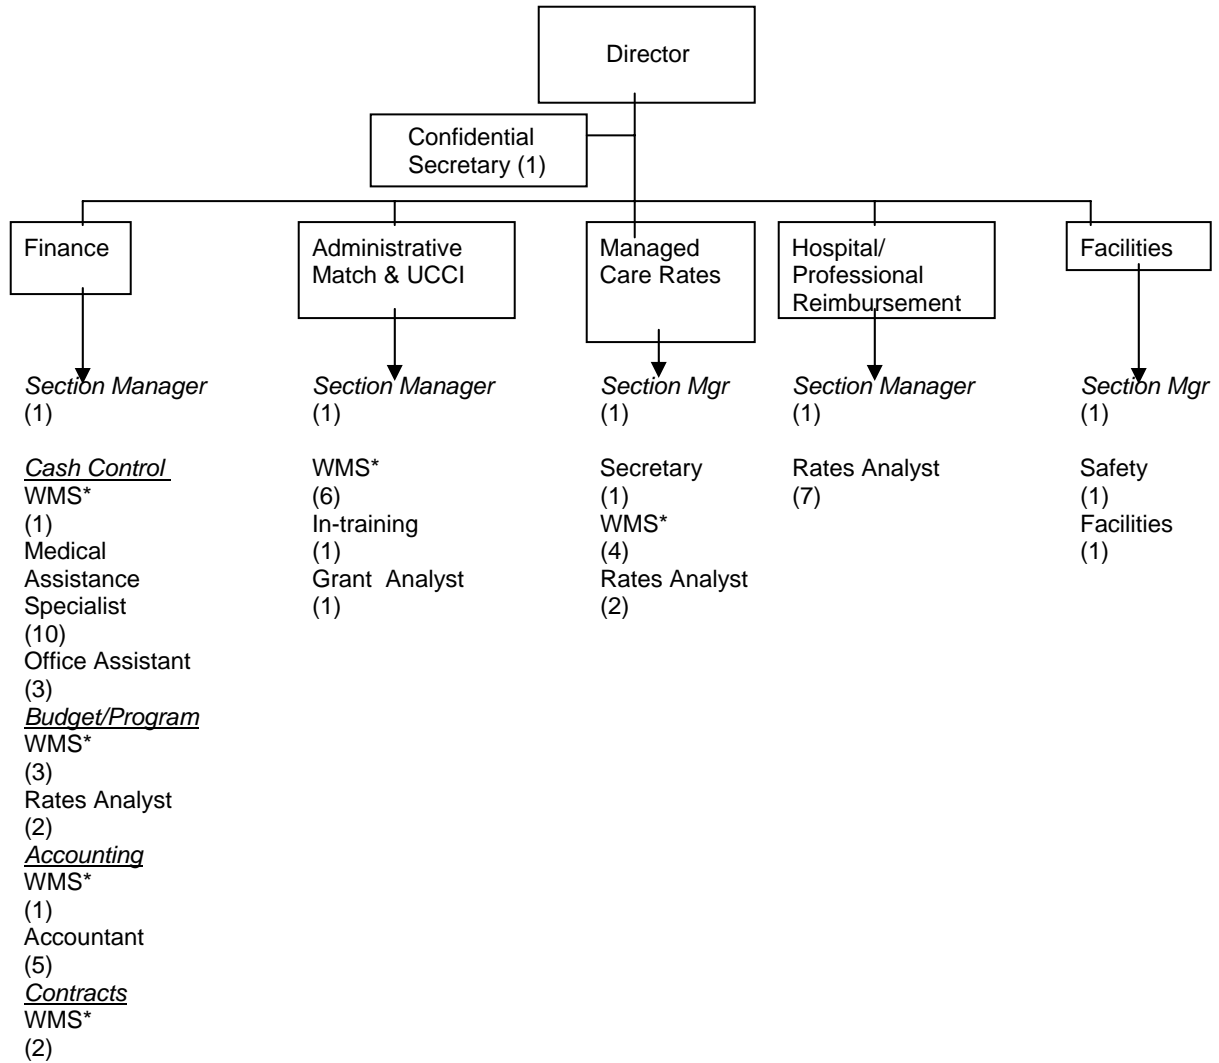 Director
Confidential
Secretary (1)
Finance
Administrative
Match & UCCI
Managed
Care Rates
Hospital/
Professional
Reimbursement
Facilities
Section Manager
(1)
Cash Control
WMS*
(1)
Medical
Assistance
Specialist
(10)
Office Assistant
(3)
Budget/Program
WMS*
(3)
Rates Analyst
(2)
Accounting
WMS*
(1)
Accountant
(5)
Contracts
WMS*
(2)
Section Manager
(1)
WMS*
(6)
In-training
(1)
Grant Analyst
(1)
Section Mgr
(1)
Secretary
(1)
WMS*
(4)
Rates Analyst
(2)
Section Manager
(1)
Rates Analyst
(7)
Section Mgr
(1)
Safety
(1)
Facilities
(1)